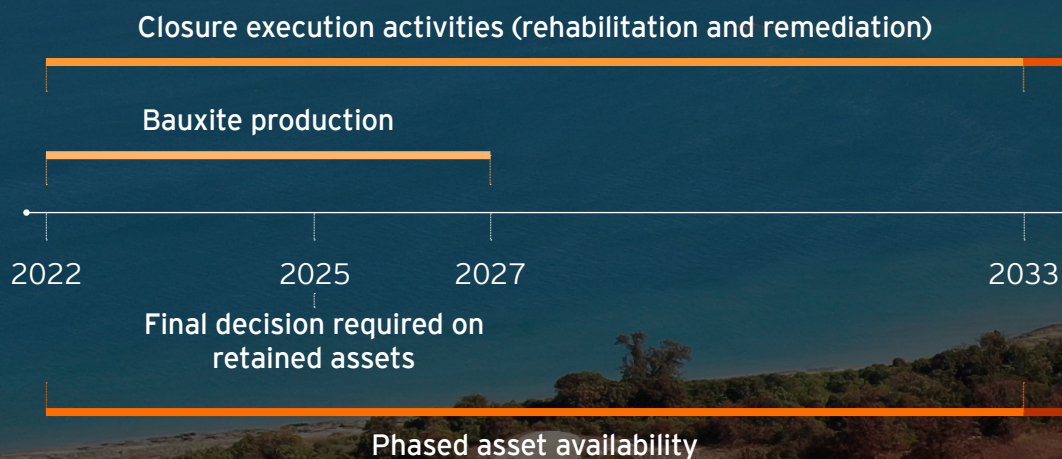 Closure execution activities (rehabilitation and remediation)
Bauxite production
2022
2025
2027
2033
Final decision required on
retained assets
Phased asset availability